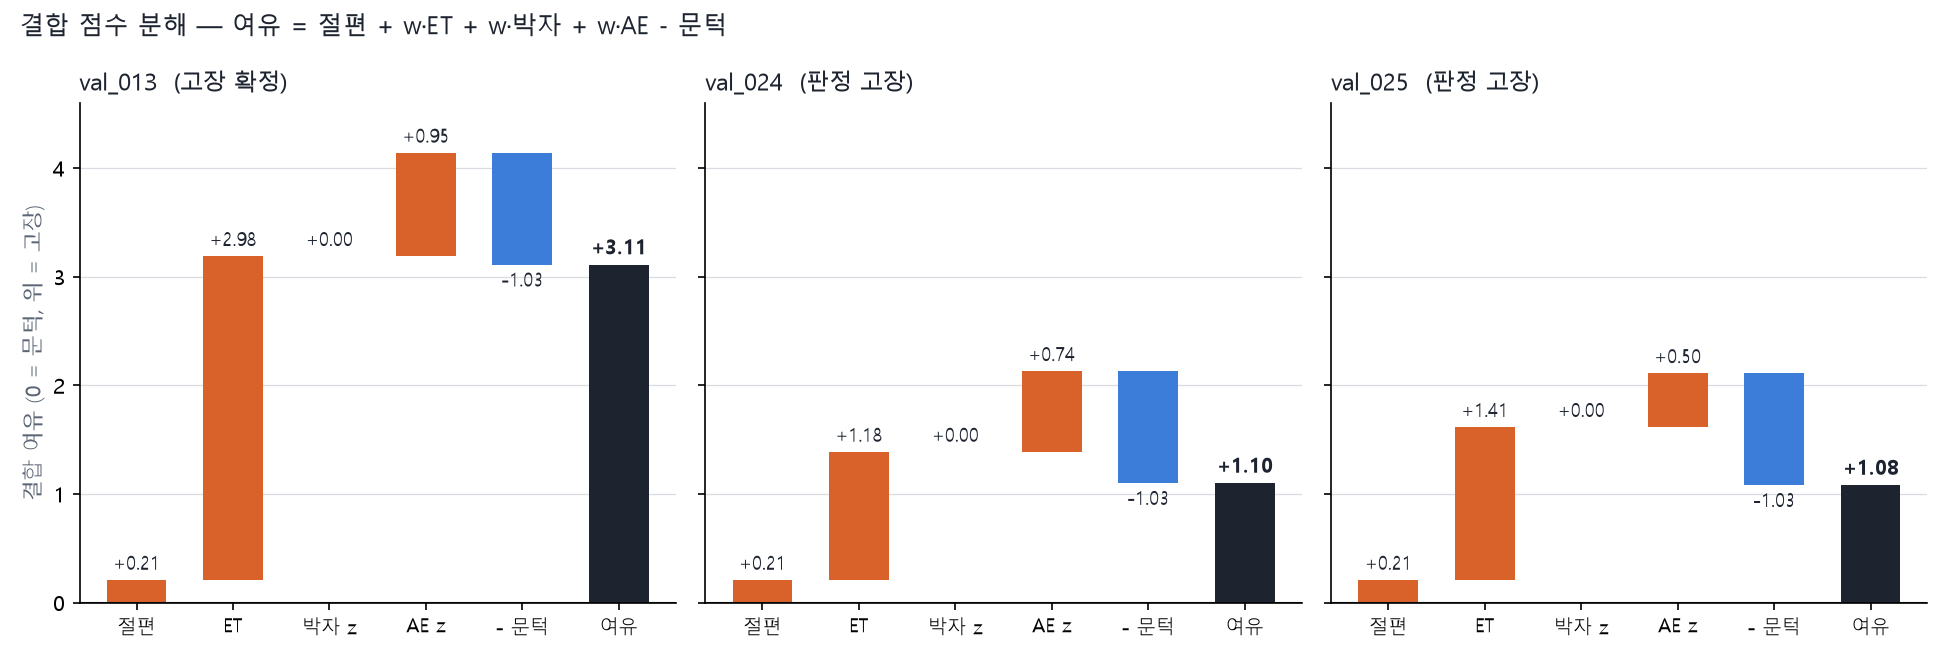 결합 점수 분해 — 여유 = 절편 + w·ET + w·박자 + w·AE - 문턱
val_013 (고장 확정)
결합 여유 (0 = 문턱, 위 = 고장)
4
3
2
1
0
+0.21
+2.98
+0.00
+0.95
-1.03
+3.11
절편
ET
박자 z
AE z
- 문턱
여유
val_024 (판정 고장)
+0.21
+1.18
+0.00
+0.74
-1.03
+1.10
절편
ET
박자 z
AE z
- 문턱
여유
val_025 (판정 고장)
+0.21
+1.41
+0.00
+0.50
-1.03
+1.08
절편
ET
박자 z
AE z
- 문턱
여유